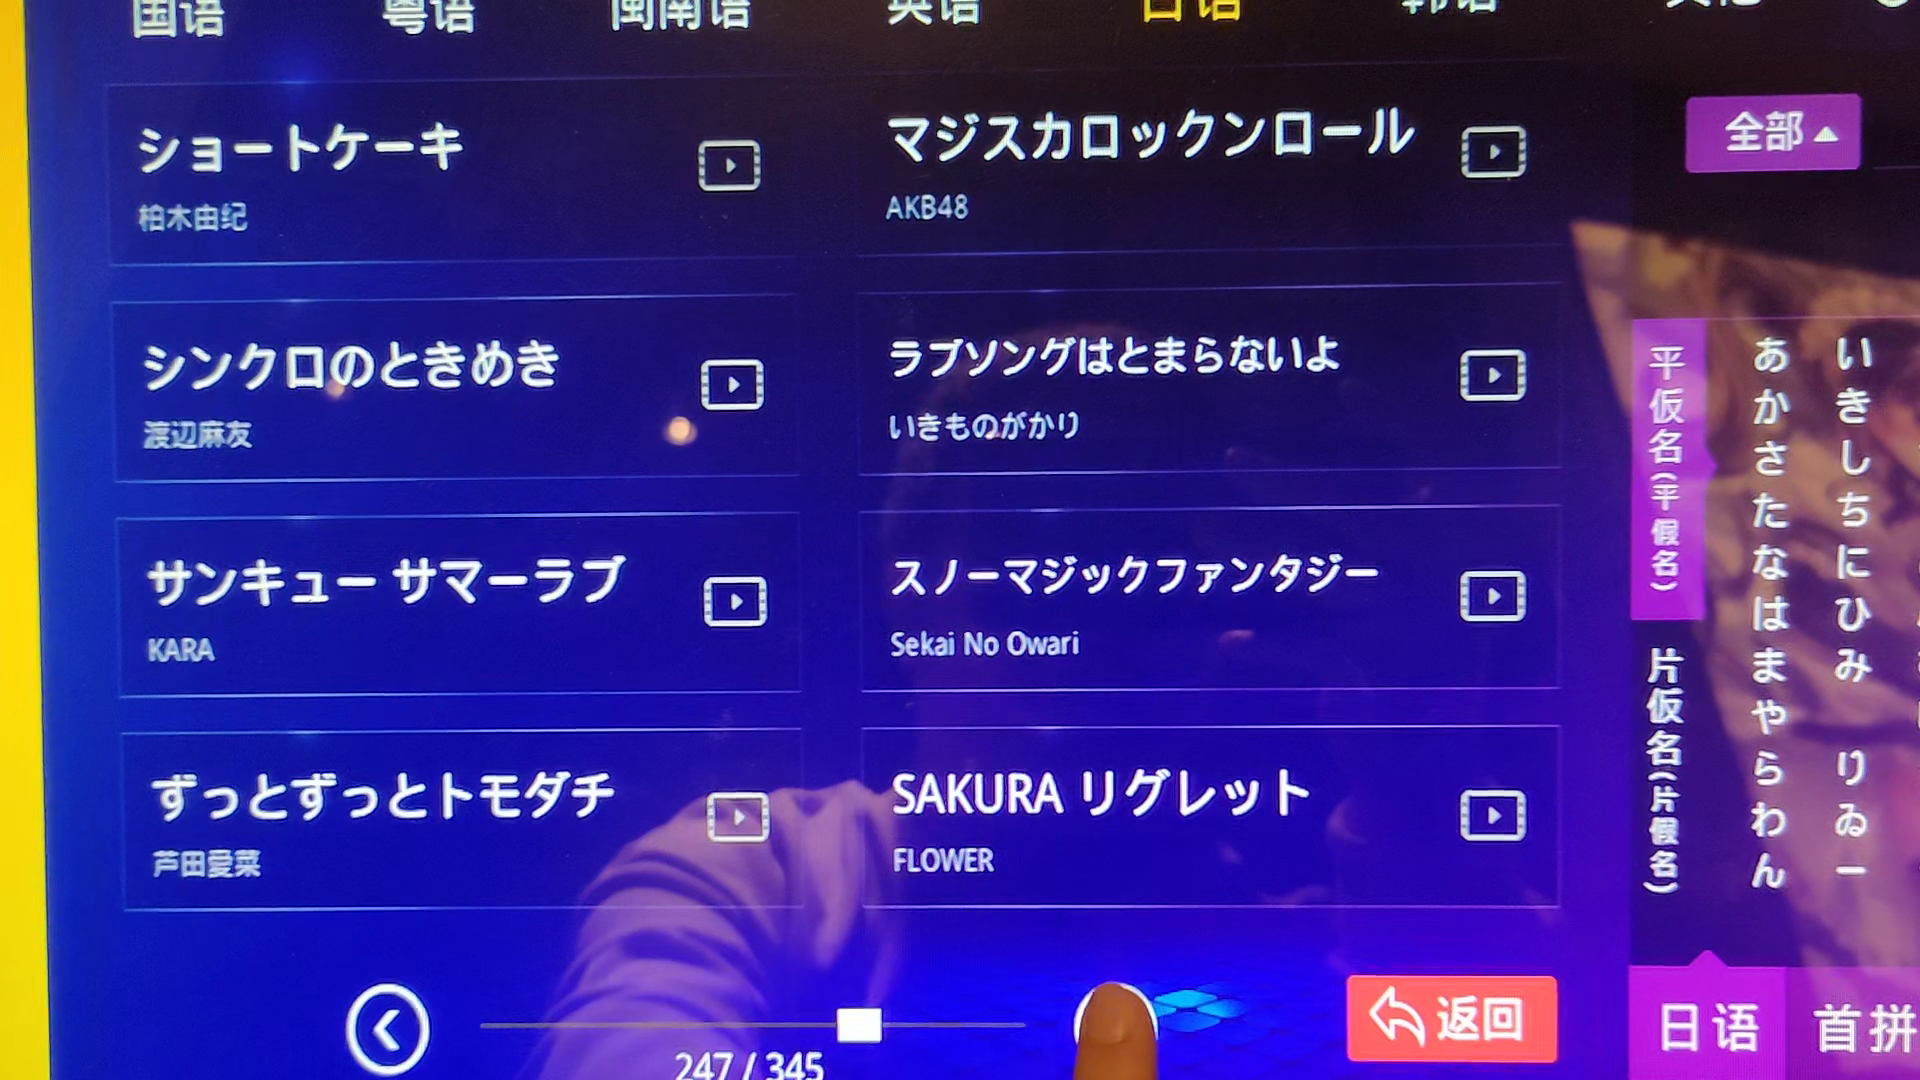 国语 粤语 闽南语 英语 日语 韩语 其他
ショートケーキ
柏木由纪
マジスカロックンロール
AKB48
全部
シンクロのときめき
渡辺麻友
ラブソングはとまらないよ
いきものがかり
サンキュー サマーラブ
KARA
スノーマジックファンタジー
Sekai No Owari
ずっとずっとトモダチ
芦田愛菜
SAKURA リグレット
FLOWER
平仮名(平假名)
片仮名(片假名)
あかさたなはまやらわん
いきしちにひみ りゐー
247 / 345
返回
日语
首拼